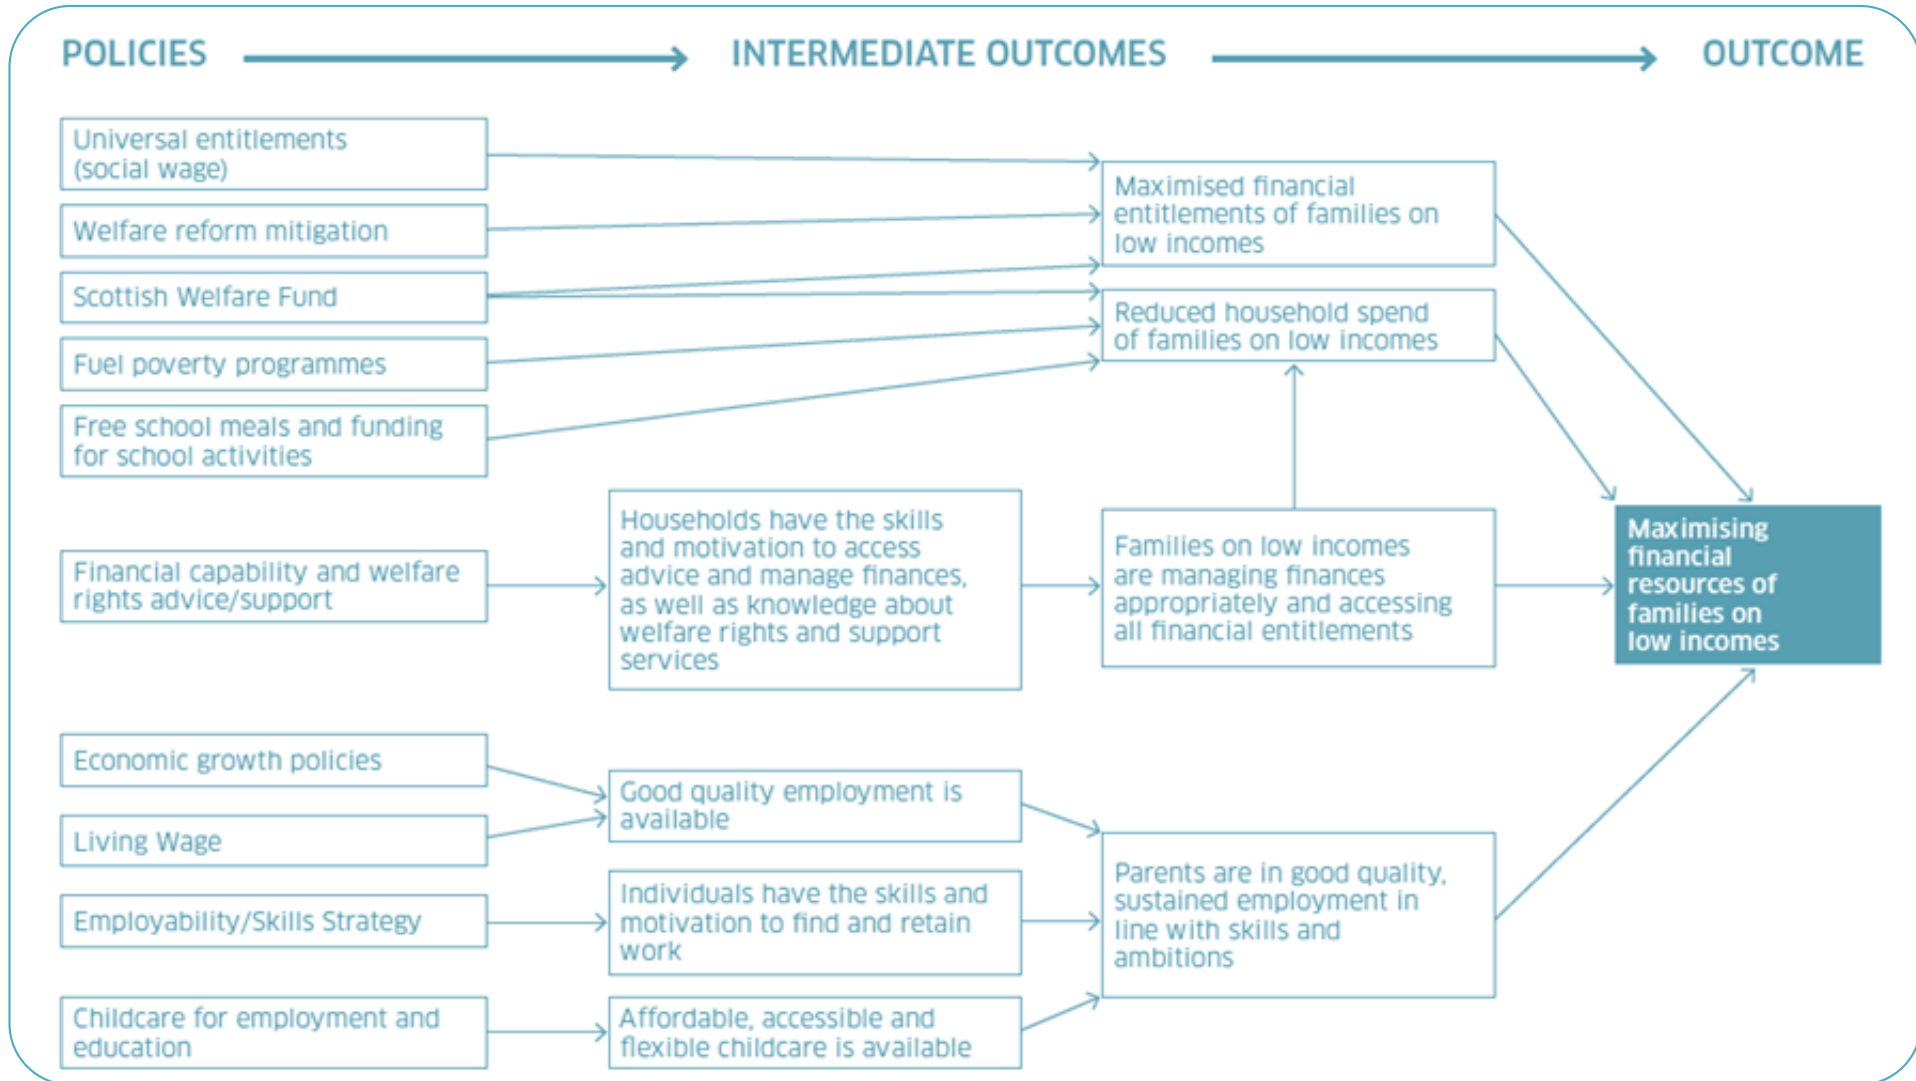 POLICIES
INTERMEDIATE OUTCOMES
OUTCOME
Universal entitlements
(social wage)
Welfare reform mitigation
Scottish Welfare Fund
Fuel poverty programmes
Free school meals and funding
for school activities
Financial capability and welfare
rights advice/support
Economic growth policies
Living Wage
Employability/Skills Strategy
Childcare for employment and
education
Households have the skills
and motivation to access
advice and manage finances,
as well as knowledge about
welfare rights and support
services
Good quality employment is
available
Individuals have the skills and
motivation to find and retain
work
Affordable, accessible and
flexible childcare is available
Maximised financial
entitlements of families on
low incomes
Reduced household spend
of families on low incomes
Families on low incomes
are managing finances
appropriately and accessing
all financial entitlements
Parents are in good quality,
sustained employment in
line with skills and
ambitions
Maximising
financial
resources of
families on
low incomes